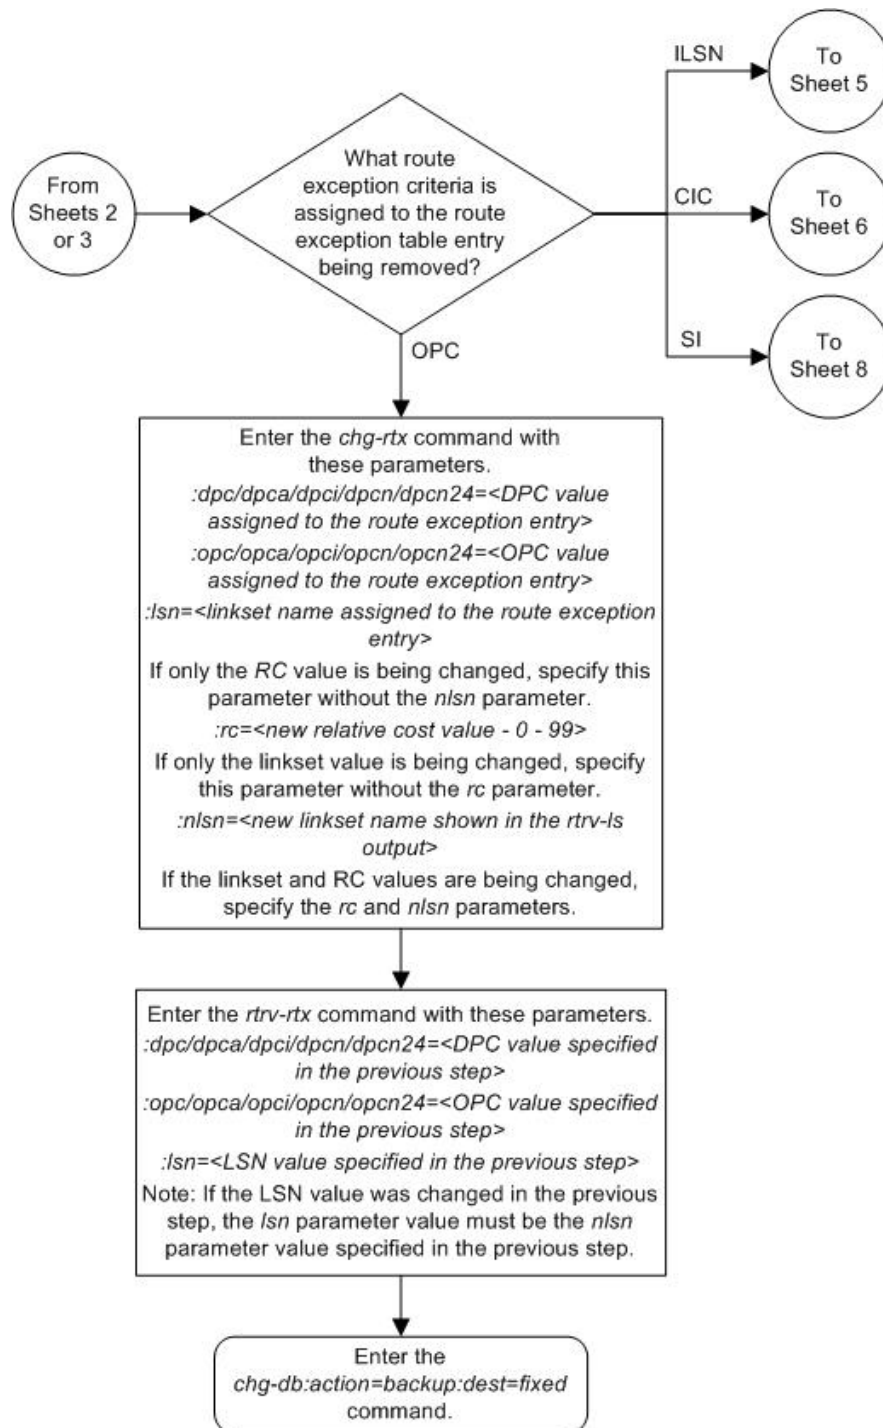 From
Sheets 2
or 3
What route
exception criteria is
assigned to the route
exception table entry
being removed?
ILSN
To
Sheet 5
CIC
To
Sheet 6
SI
To
Sheet 8
OPC
Enter the chg-rtx command with
these parameters.
:dpc/dpca/dpci/dpcn/dpcn24=<DPC value
assigned to the route exception entry>
:opc/opca/opci/opcn/opcn24=<OPC value
assigned to the route exception entry>
:lsn=<linkset name assigned to the route exception
entry>
If only the RC value is being changed, specify this
parameter without the nlsn parameter.
:rc=<new relative cost value - 0 - 99>
If only the linkset value is being changed, specify
this parameter without the rc parameter.
:nlsn=<new linkset name shown in the rtrv-ls
output>
If the linkset and RC values are being changed,
specify the rc and nlsn parameters.
Enter the rtrv-rtx command with these parameters.
:dpc/dpca/dpci/dpcn/dpcn24=<DPC value specified
in the previous step>
:opc/opca/opci/opcn/opcn24=<OPC value specified
in the previous step>
:lsn=<LSN value specified in the previous step>
Note: If the LSN value was changed in the previous
step, the lsn parameter value must be the nlsn
parameter value specified in the previous step.
Enter the
chg-db:action=backup:dest=fixed
command.